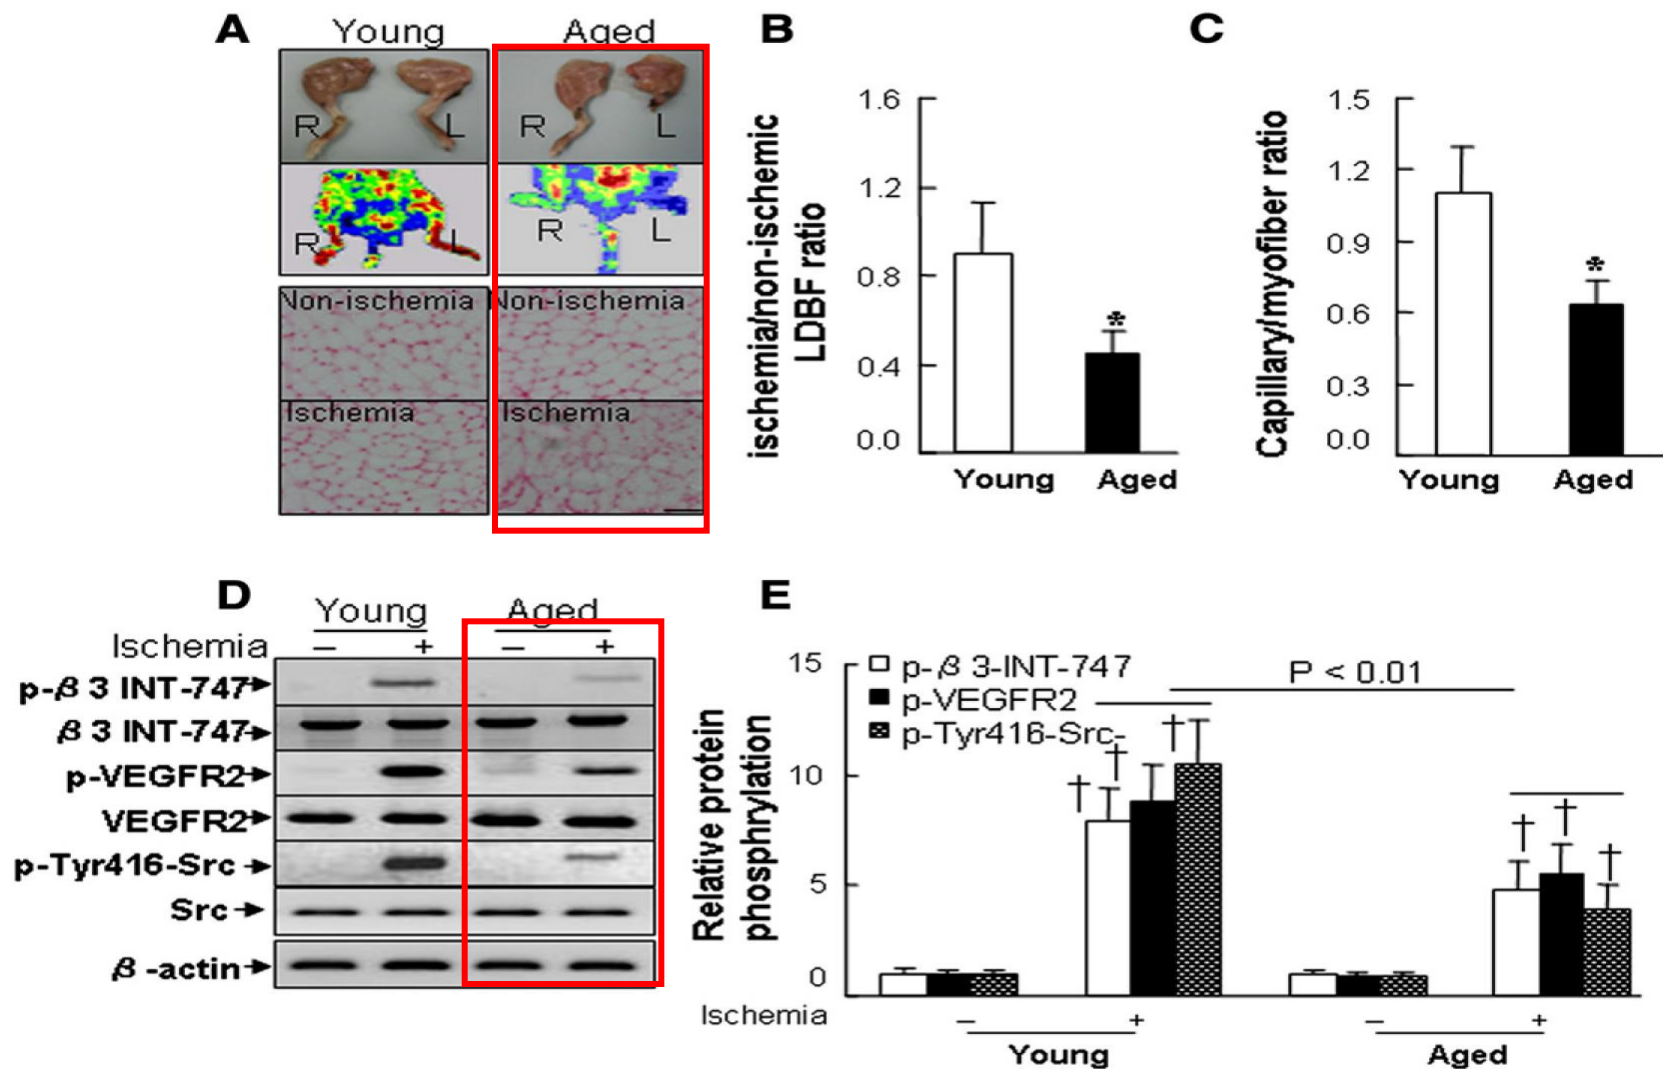 A
Young
Aged
R
L
R
L
R
L
R
L
Non-ischemia
Non-ischemia
Ischemia
Ischemia
B
ischemia/non-ischemic
LDBF ratio
1.6
1.2
0.8
0.4
0.0
*
Young
Aged
C
Capillary/myofiber ratio
1.5
1.2
0.9
0.6
0.3
0.0
*
Young
Aged
D
Young
Aged
Ischemia
–
+
–
+
p-β 3 INT-747
β 3 INT-747
p-VEGFR2
VEGFR2
p-Tyr416-Src
Src
β -actin
E
Relative protein
phosphrylation
15
10
5
0
p-β 3-INT-747
p-VEGFR2
p-Tyr416-Src-
P < 0.01
†
†
†
†
†
†
Ischemia
–
+
–
+
Young
Aged